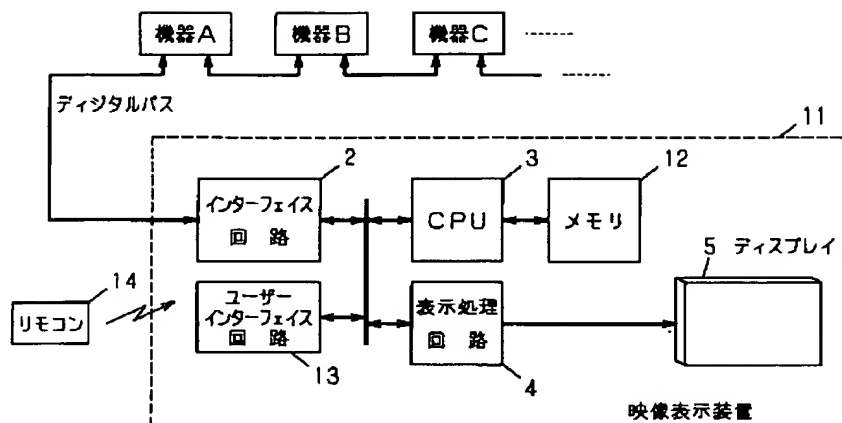 機器A 機器B 機器C
ディジタルバス
11
2
3
12
インターフェイス
回路
CPU
メモリ
5 ディスプレイ
14
リモコン
ユーザー
インターフェイス
回路
表示処理
回路
13
4
映像表示装置